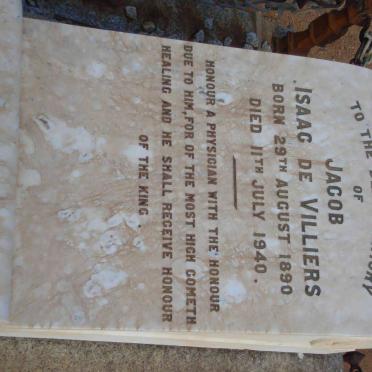 TO THE
OF
JACOB
ISAAC DE VILLIERS
BORN 29TH AUGUST 1890
DIED 11TH JULY 1940.
HONOUR A PHYSICIAN WITH THE HONOUR
DUE TO HIM, FOR OF THE MOST HIGH COMETH
HEALING AND HE SHALL RECEIVE HONOUR
OF THE KING